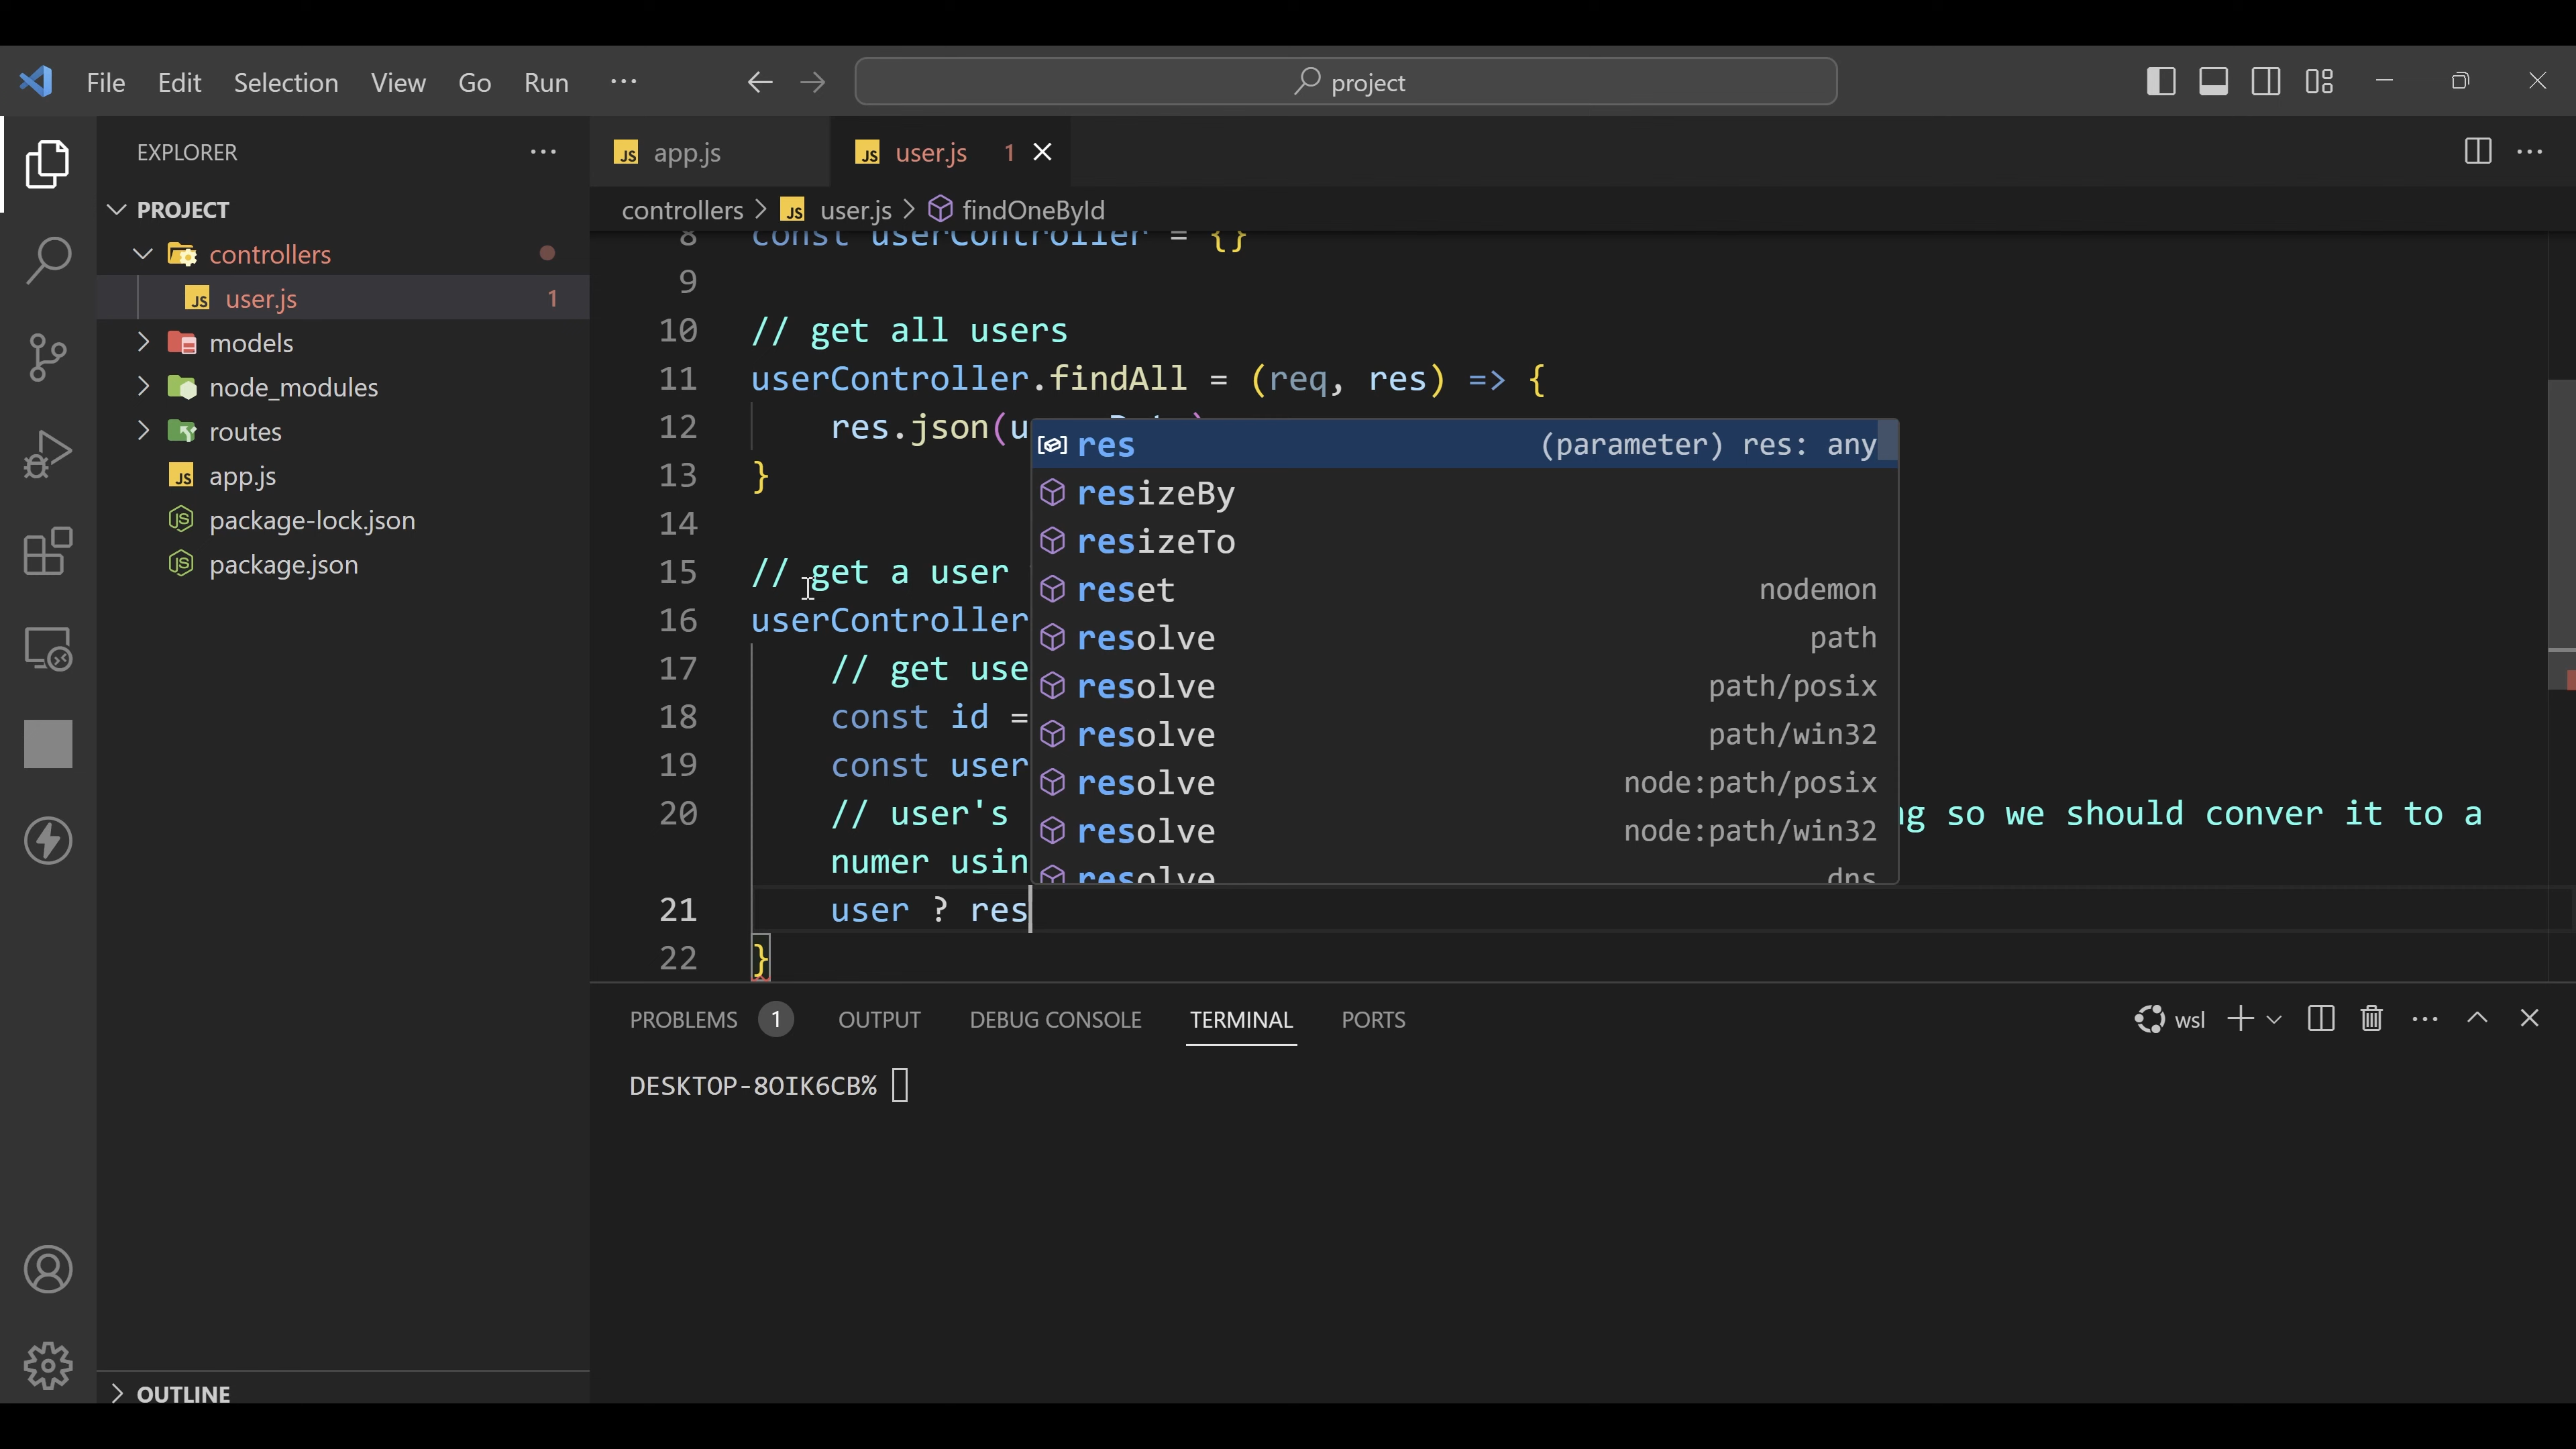 File Edit Selection View Go Run ··· project
EXPLORER ···
PROJECT
controllers
user.js 1
models
node_modules
routes
app.js
package-lock.json
package.json
OUTLINE
app.js user.js 1
controllers > user.js > findOneById
8 const userController = {}
9
10 // get all users
11 userController.findAll = (req, res) => {
12 res.json(u
13 }
14
15 // get a user
16 userController
17 // get use
18 const id =
19 const user
20 // user's ng so we should conver it to a
numer usin
21 user ? res
22 }
res (parameter) res: any
resizeBy
resizeTo
reset nodemon
resolve path
resolve path/posix
resolve path/win32
resolve node:path/posix
resolve node:path/win32
resolve dns
PROBLEMS 1 OUTPUT DEBUG CONSOLE TERMINAL PORTS wsl
DESKTOP-8OIK6CB%